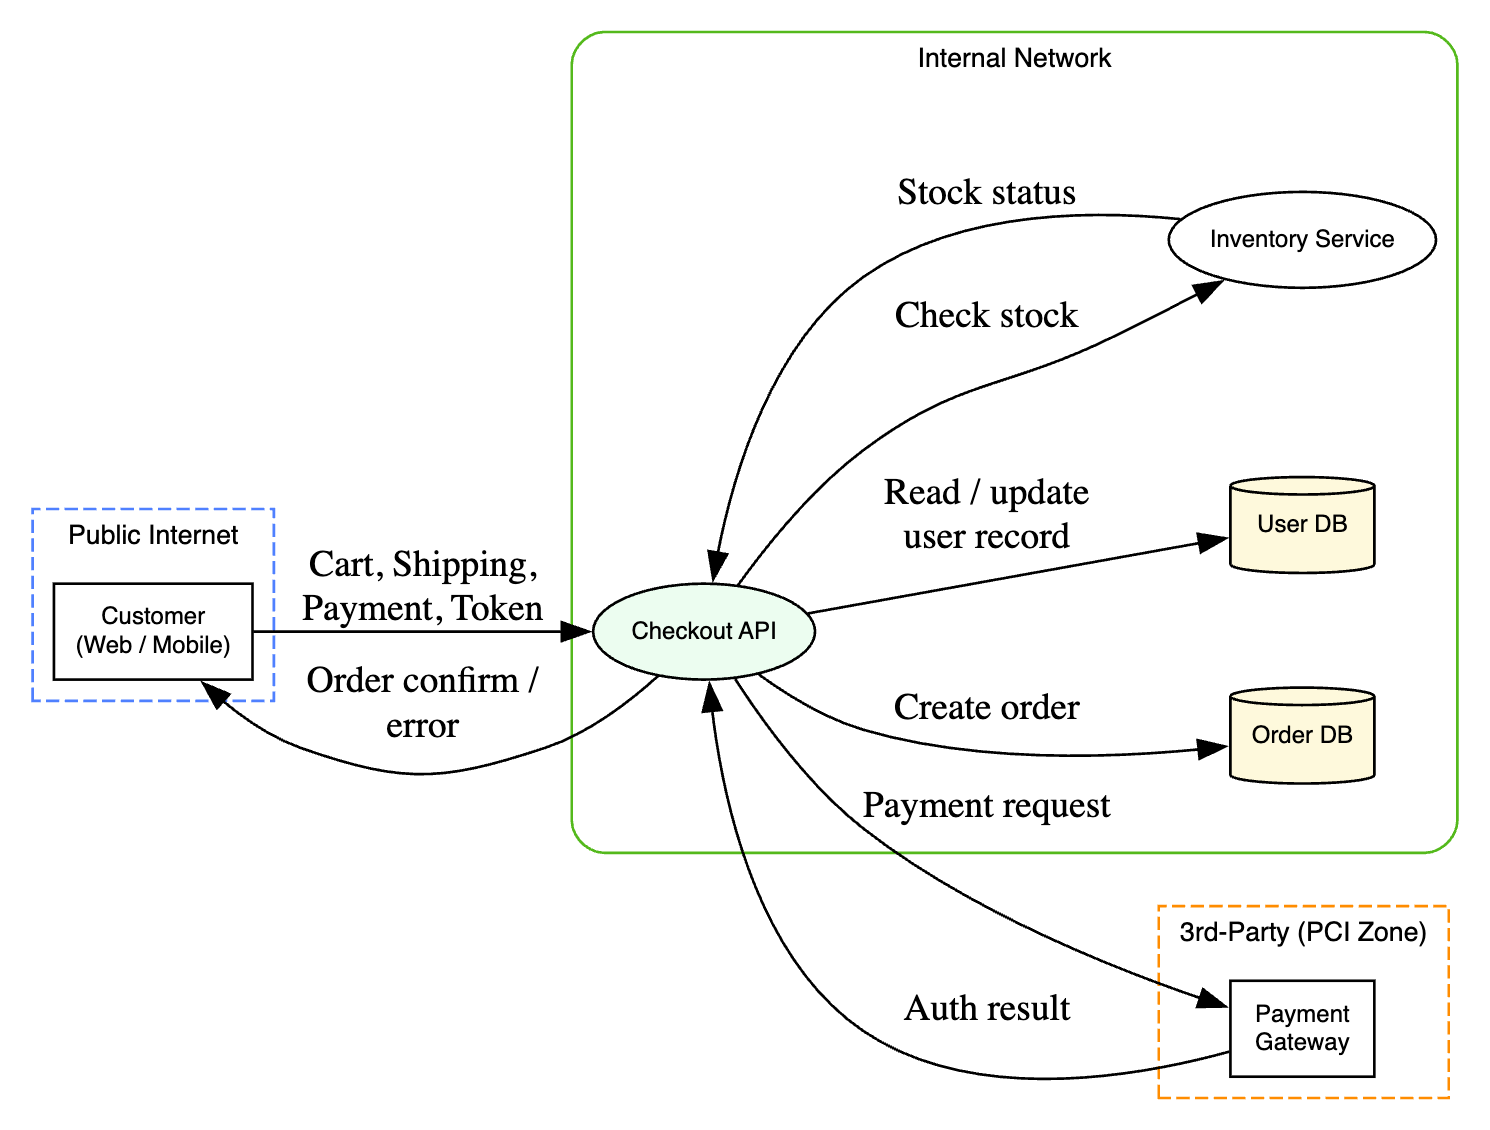 Internal Network
Stock status
Inventory Service
Check stock
Read / update
user record
User DB
Public Internet
Customer
(Web / Mobile)
Cart, Shipping,
Payment, Token
Checkout API
Order confirm /
error
Create order
Order DB
Payment request
3rd-Party (PCI Zone)
Auth result
Payment
Gateway